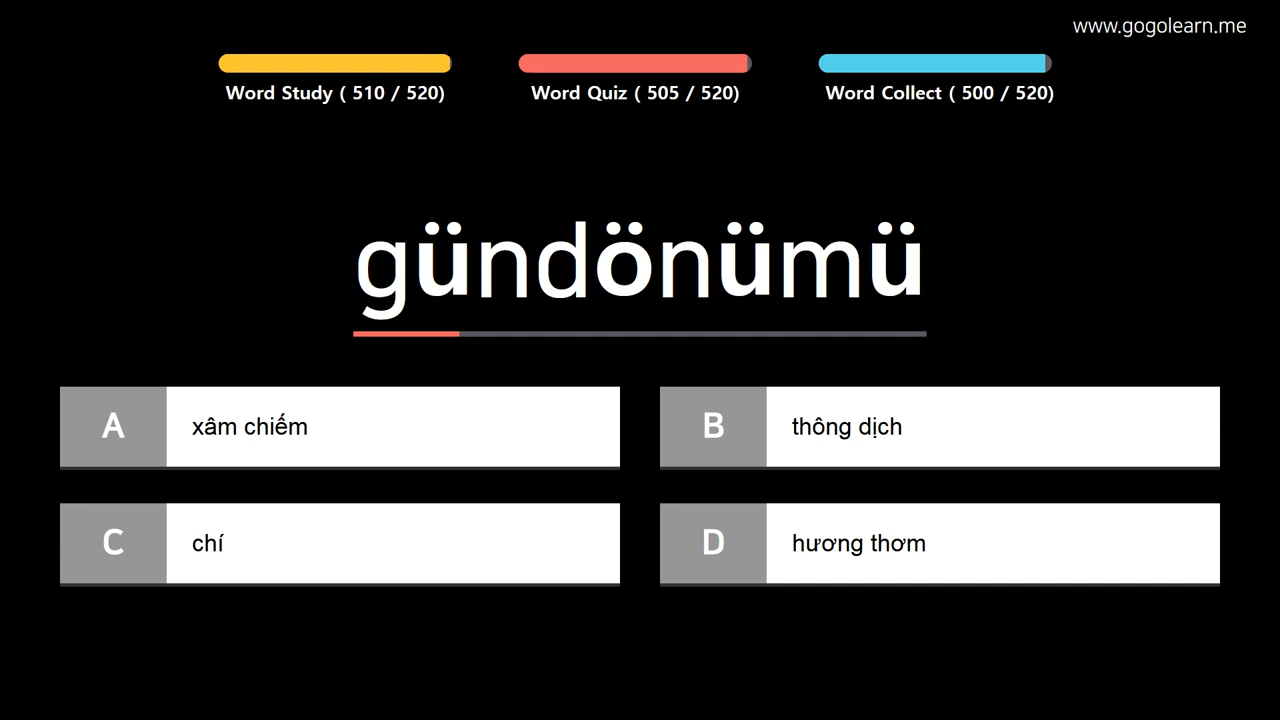 www.gogolearn.me
Word Study ( 510 / 520)
Word Quiz ( 505 / 520)
Word Collect ( 500 / 520)
gündönümü
A
xâm chiếm
B
thông dịch
C
chí
D
hương thơm